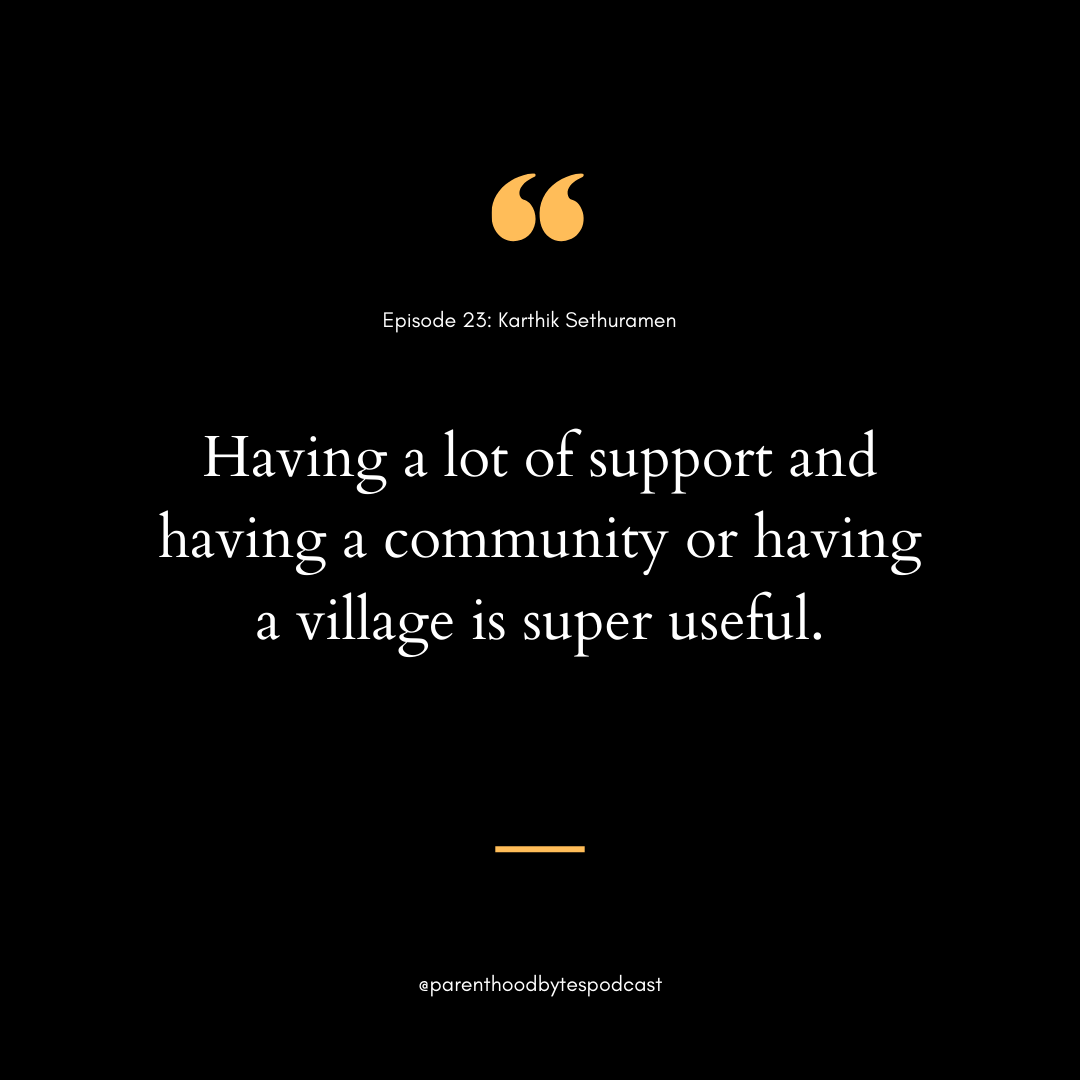 “
Episode 23: Karthik Sethuramen
Having a lot of support and
having a community or having
a village is super useful.
@parenthoodbytespodcast